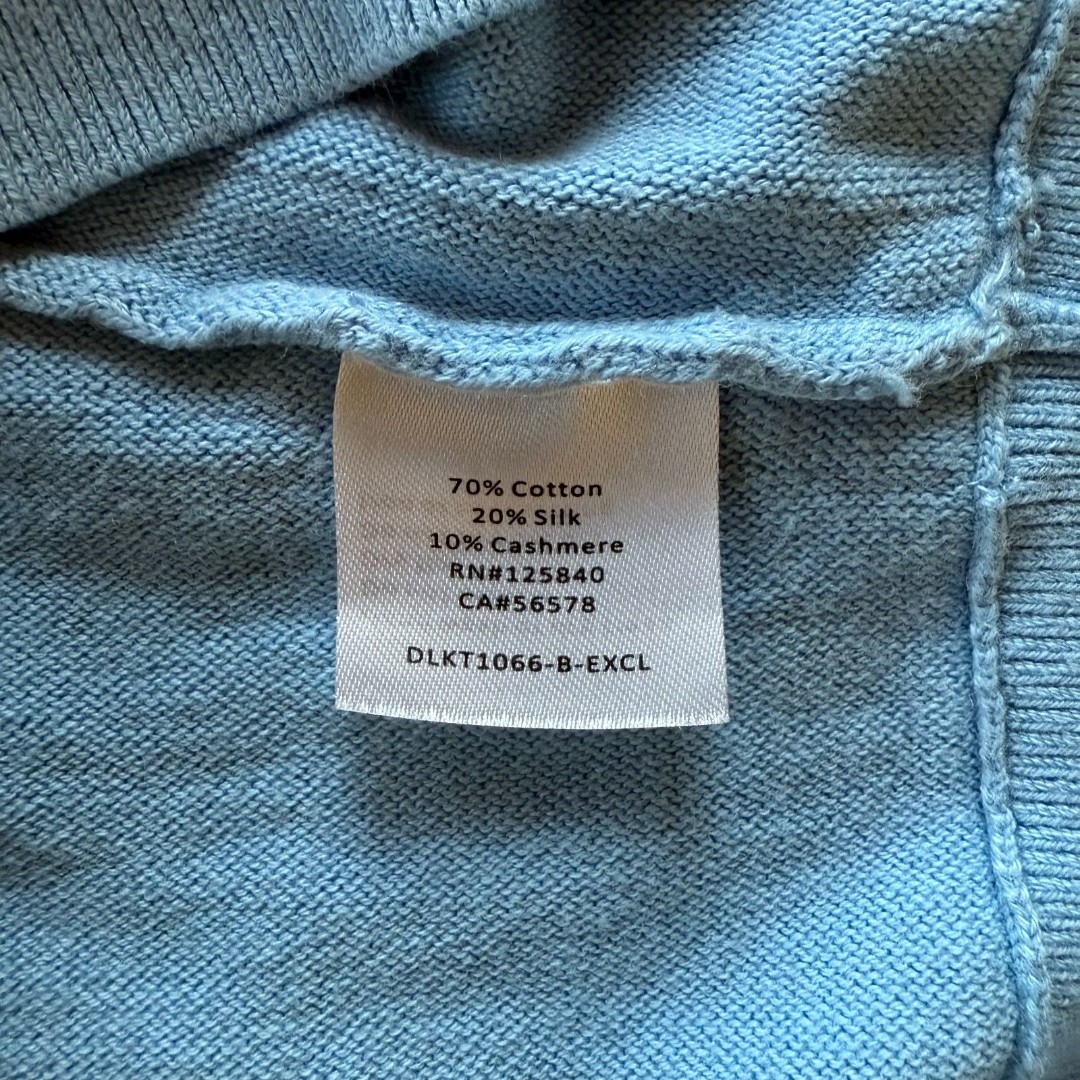 70% Cotton
20% Silk
10% Cashmere
RN#125840
CA#56578
DLKT1066-B-EXCL